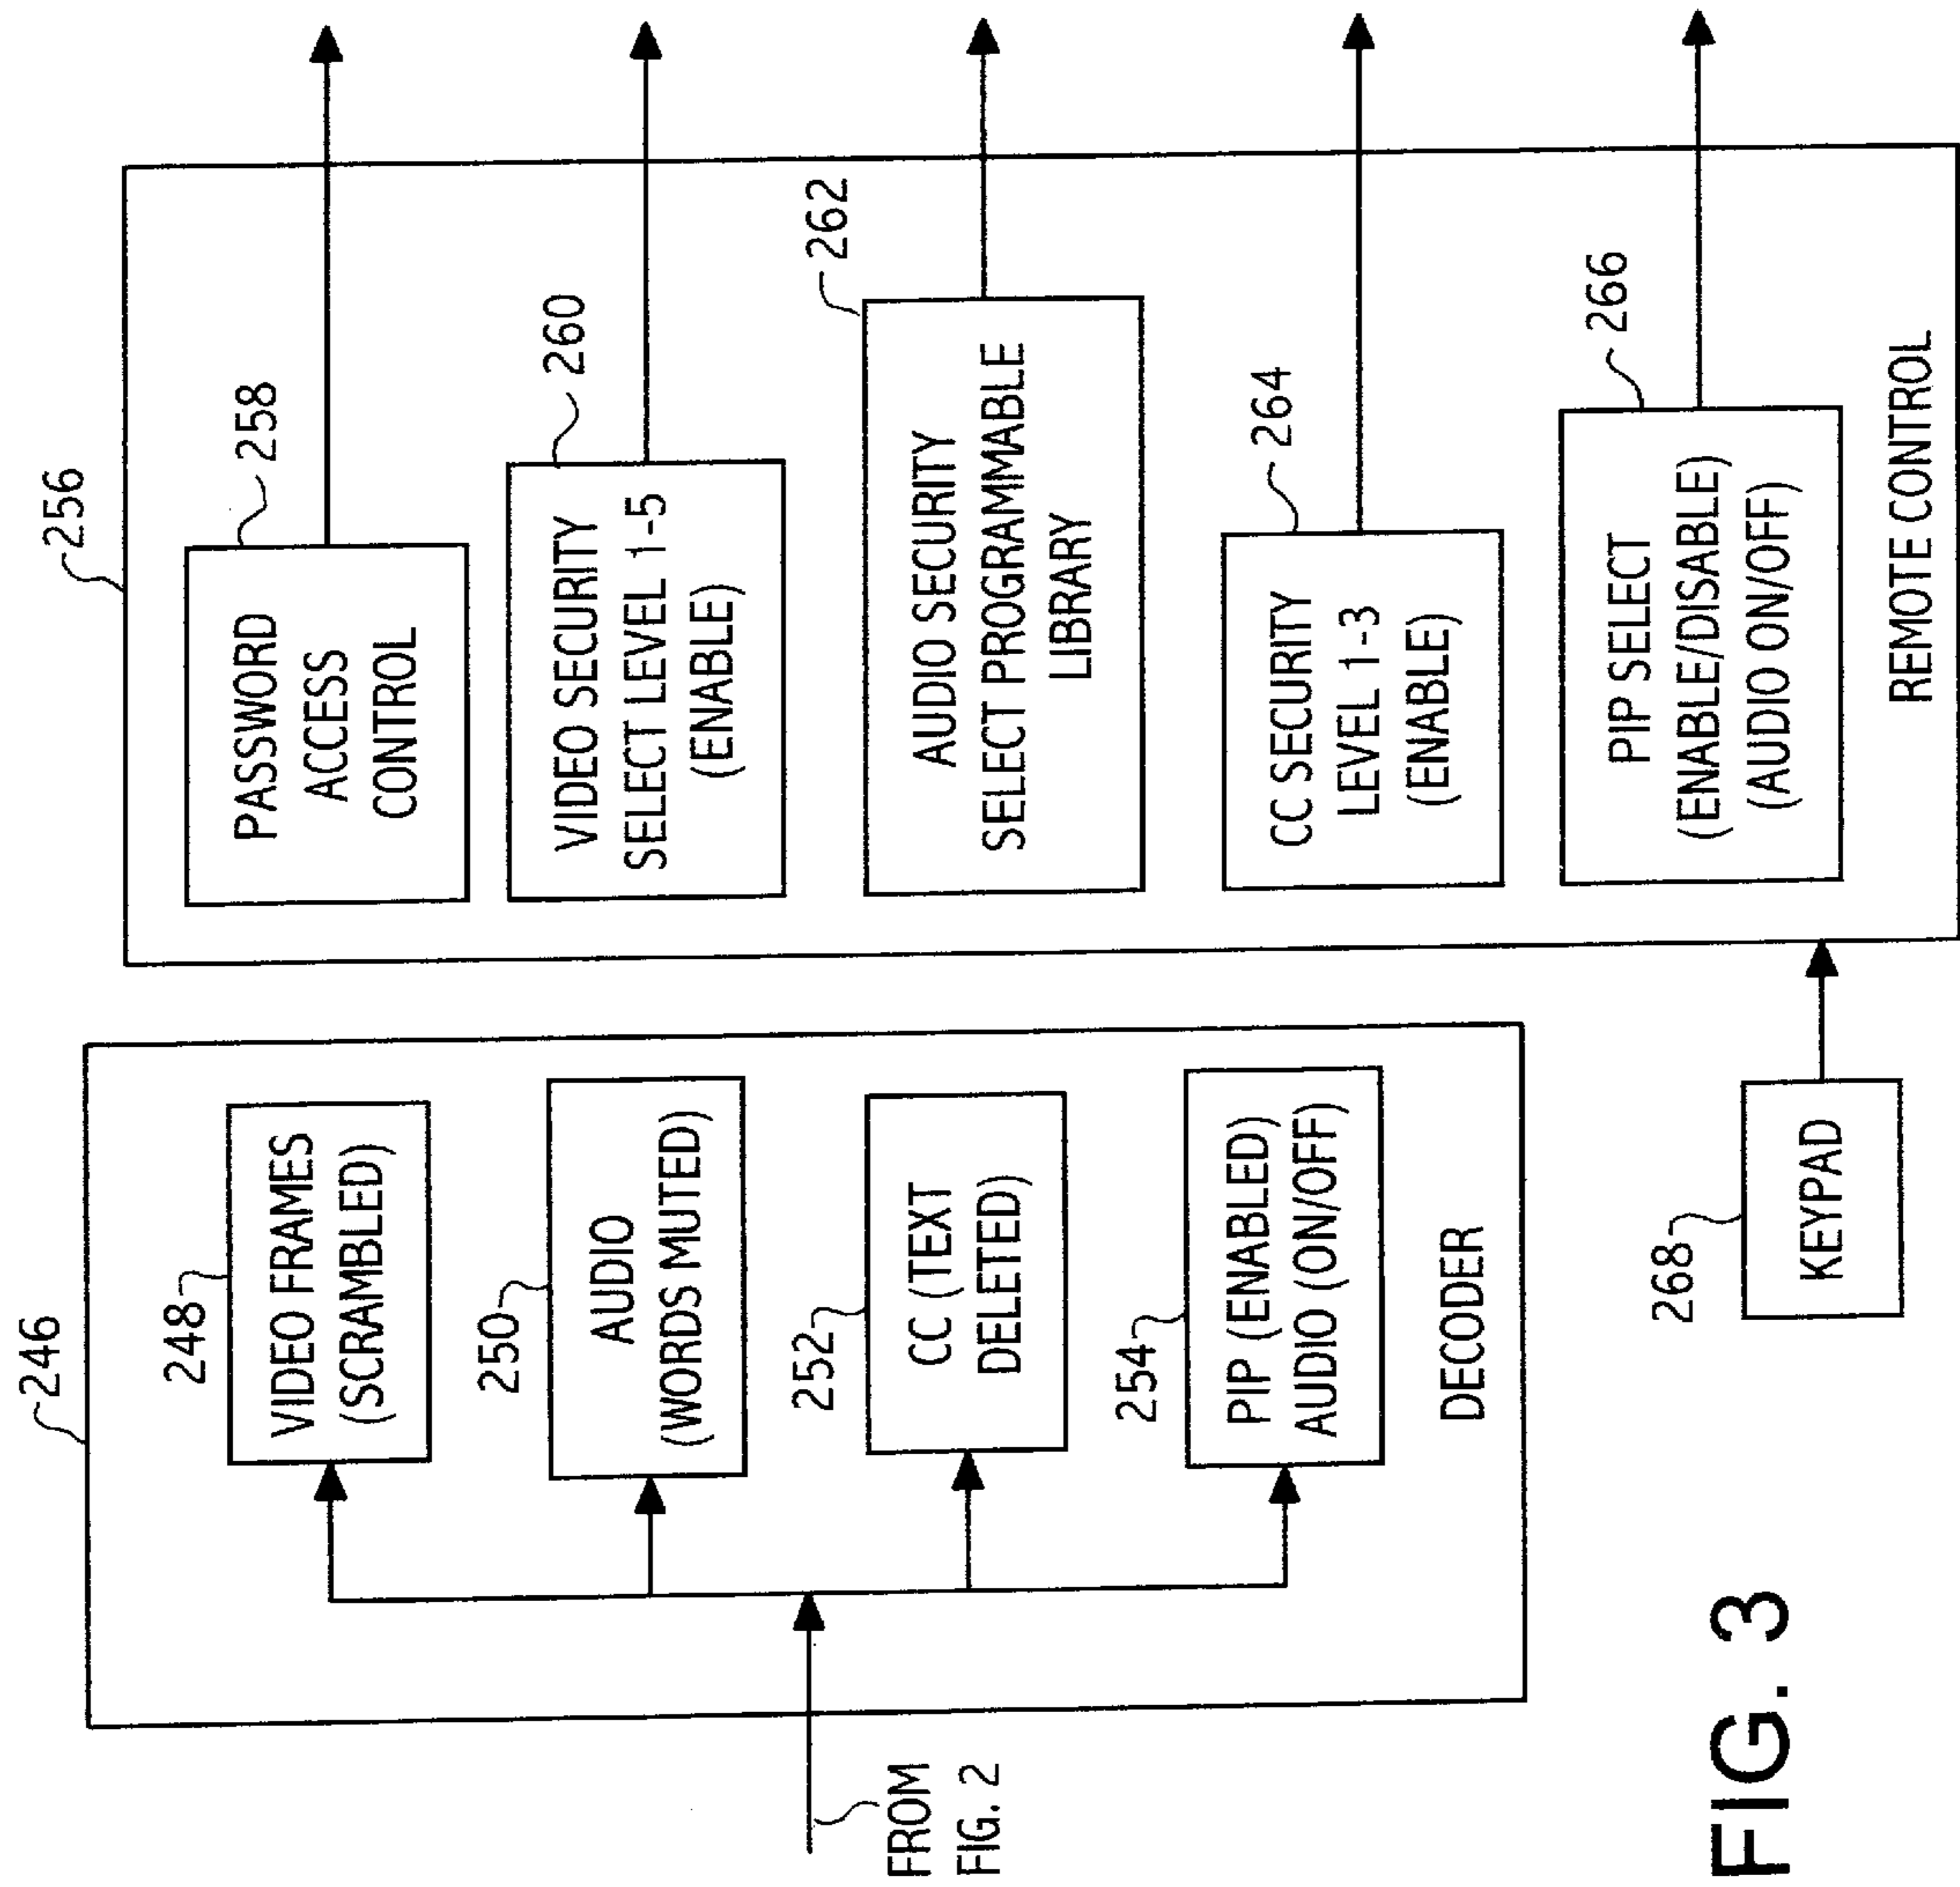 246
248
VIDEO FRAMES
(SCRAMBLED)
250
AUDIO
(WORDS MUTED)
252
CC (TEXT
DELETED)
254
PIP (ENABLED)
AUDIO (ON/OFF)
DECODER
FROM
FIG. 2
256
258
PASSWORD
ACCESS
CONTROL
260
VIDEO SECURITY
SELECT LEVEL 1-5
(ENABLE)
262
AUDIO SECURITY
SELECT PROGRAMMABLE
LIBRARY
264
CC SECURITY
LEVEL 1-3
(ENABLE)
266
PIP SELECT
(ENABLE/DISABLE)
(AUDIO ON/OFF)
REMOTE CONTROL
268
KEYPAD
FIG. 3